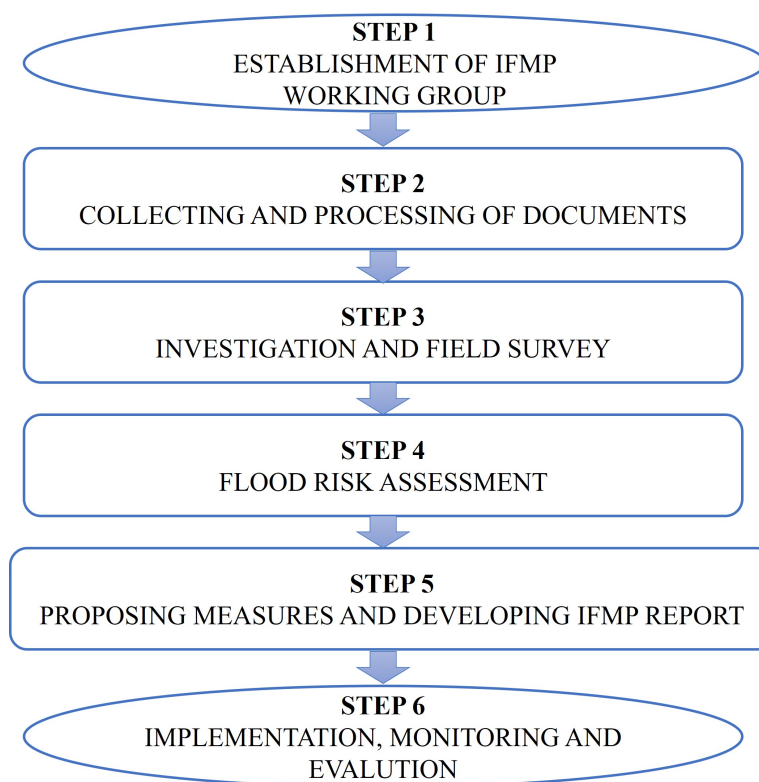 STEP 1
ESTABLISHMENT OF IFMP
WORKING GROUP
STEP 2
COLLECTING AND PROCESSING OF DOCUMENTS
STEP 3
INVESTIGATION AND FIELD SURVEY
STEP 4
FLOOD RISK ASSESSMENT
STEP 5
PROPOSING MEASURES AND DEVELOPING IFMP REPORT
STEP 6
IMPLEMENTATION, MONITORING AND
EVALUTION